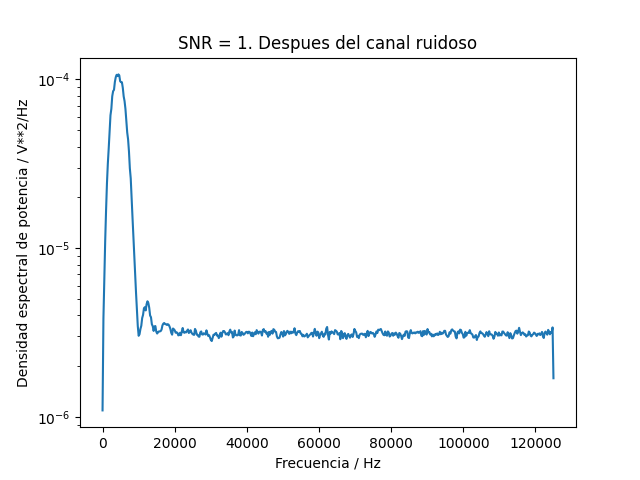 SNR = 1. Despues del canal ruidoso
Densidad espectral de potencia / V**2/Hz
10⁻⁴
10⁻⁵
10⁻⁶
0 20000 40000 60000 80000 100000 120000
Frecuencia / Hz